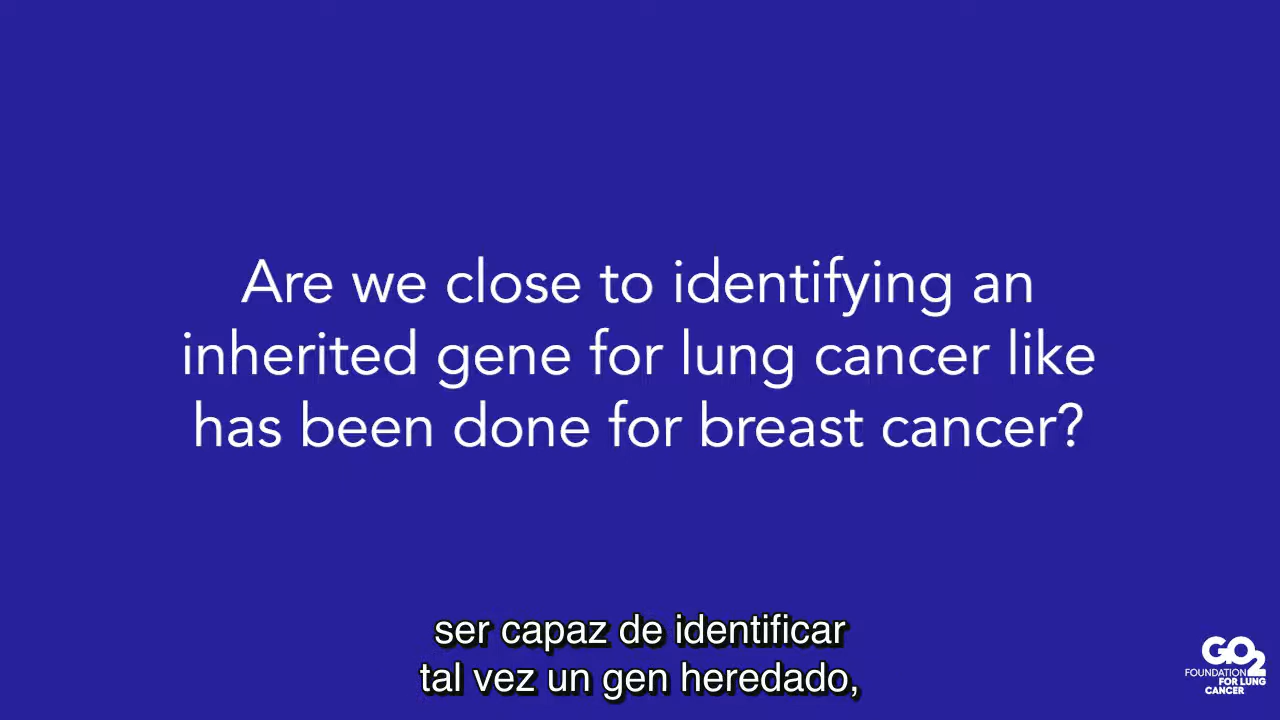 Are we close to identifying an
inherited gene for lung cancer like
has been done for breast cancer?
ser capaz de identificar
tal vez un gen heredado,
GO2
FOUNDATION
FOR LUNG
CANCER